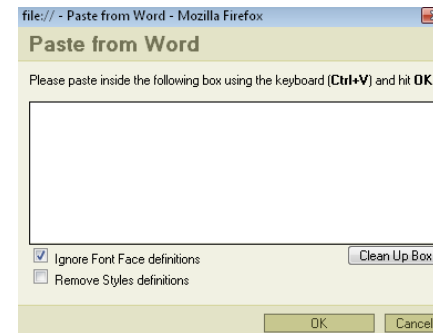 file:// - Paste from Word - Mozilla Firefox
Paste from Word
Please paste inside the following box using the keyboard (Ctrl+V) and hit OK
Ignore Font Face definitions
Clean Up Box
Remove Styles definitions
OK
Cancel